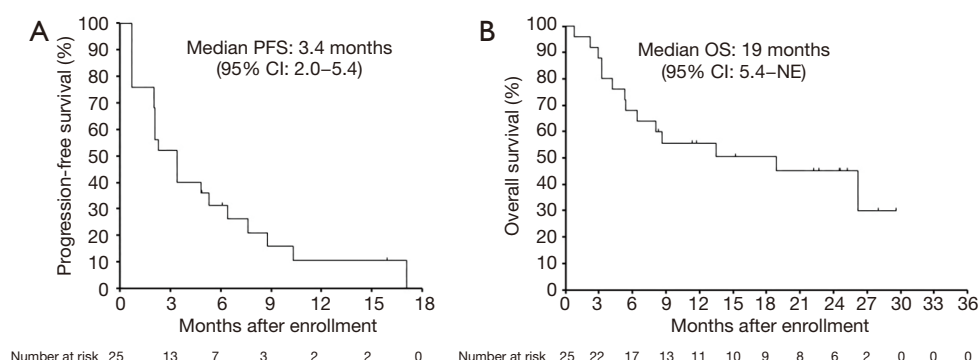 A
Median PFS: 3.4 months
(95% CI: 2.0–5.4)
Progression-free survival (%)
100
90
80
70
60
50
40
30
20
10
0
0 3 6 9 12 15 18
Months after enrollment
Number at risk 25 13 7 3 2 2 0
B
Median OS: 19 months
(95% CI: 5.4–NE)
Overall survival (%)
100
90
80
70
60
50
40
30
20
10
0
0 3 6 9 12 15 18 21 24 27 30 33 36
Months after enrollment
Number at risk 25 22 17 13 11 10 9 8 6 2 0 0 0